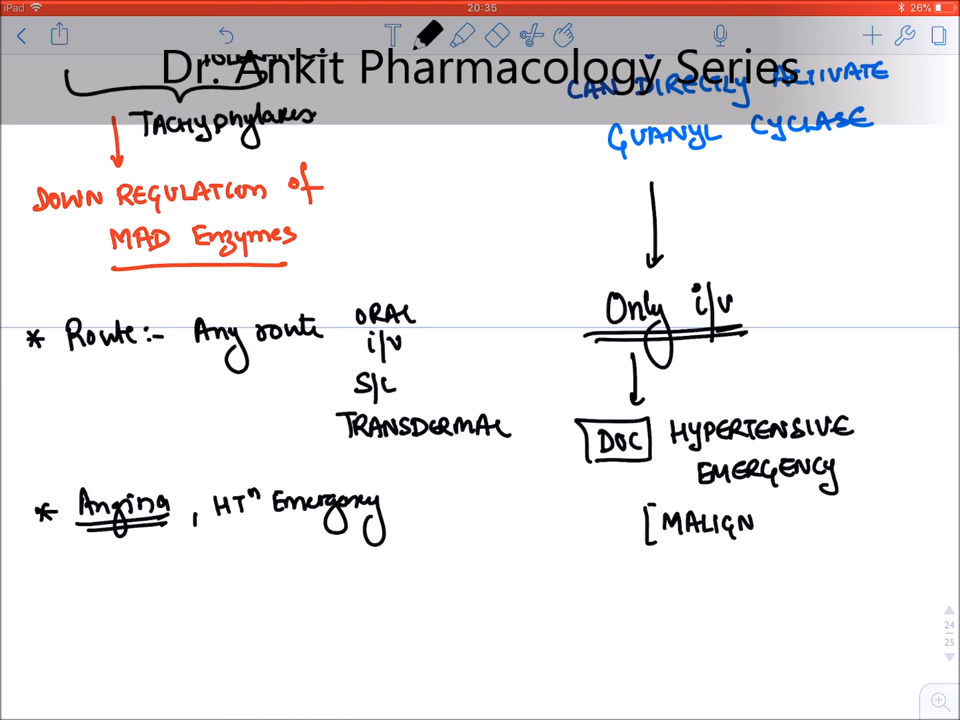 iPad
20:35
26%
Dr. Ankit Pharmacology Series
TACHYphylaxes
DOWN REGULATION of
MAD Enzymes
CAN DIRECTLY ACTIVATE
GUANYL CYCLASE
* Route:- Any route
ORAL
i/v
S/C
TRANSDERMAL
Only i/v
DOC HYPERTENSIVE
EMERGENCY
[MALIGN
* Angina, HTⁿ Emergency
24
25